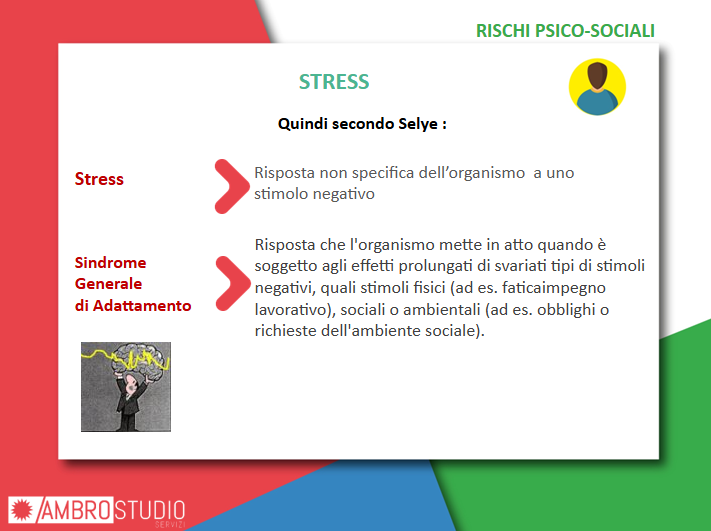 RISCHI PSICO-SOCIALI
STRESS
Quindi secondo Selye :
Stress
Risposta non specifica dell’organismo a uno
stimolo negativo
Sindrome
Generale
di Adattamento
Risposta che l'organismo mette in atto quando è
soggetto agli effetti prolungati di svariati tipi di stimoli
negativi, quali stimoli fisici (ad es. faticaimpegno
lavorativo), sociali o ambientali (ad es. obblighi o
richieste dell'ambiente sociale).
AMBROSTUDIO
SERVIZI